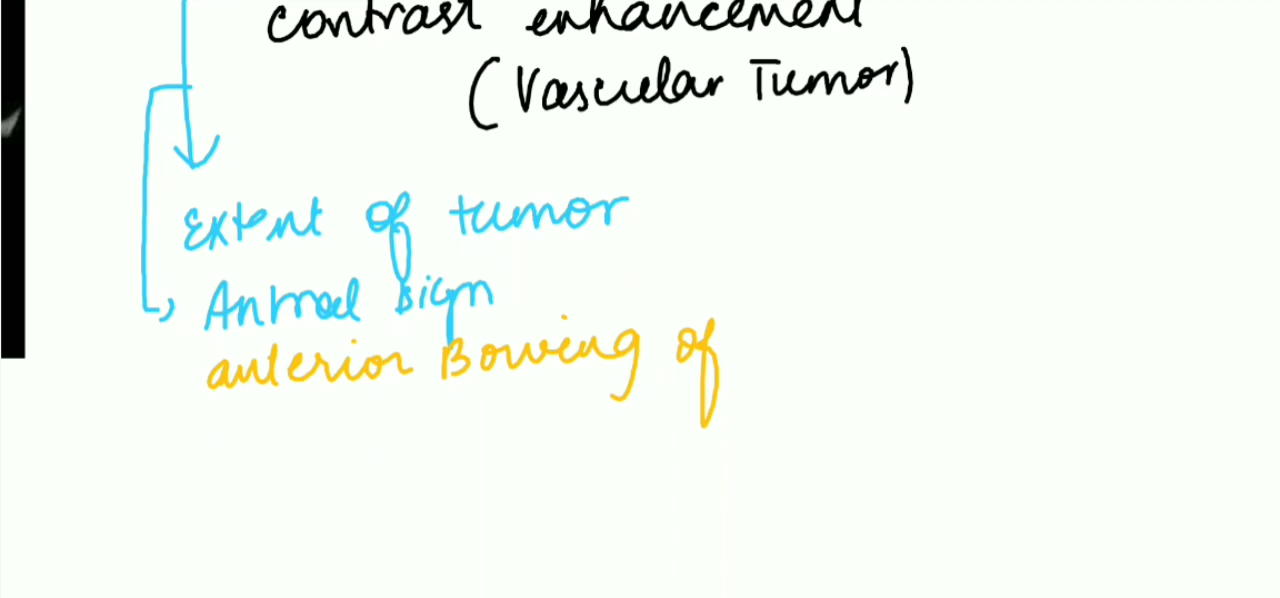 contrast enhancement
(Vascular Tumor)
Extent of tumor
Antral sign
anterior Bowing of